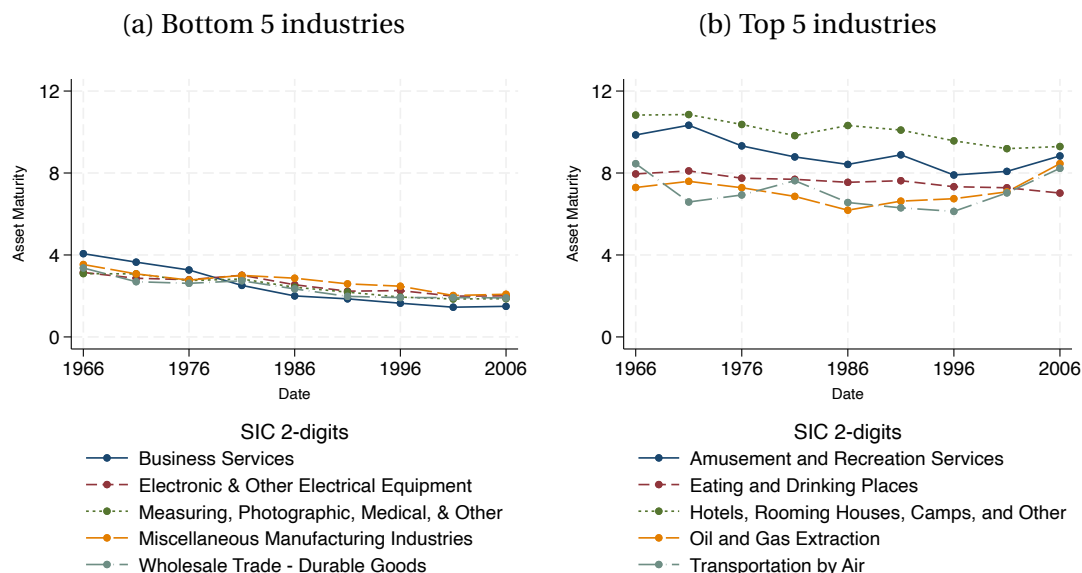 (a) Bottom 5 industries
12
8
4
0
Asset Maturity
1966 1976 1986 1996 2006
Date
SIC 2-digits
Business Services
Electronic & Other Electrical Equipment
Measuring, Photographic, Medical, & Other
Miscellaneous Manufacturing Industries
Wholesale Trade - Durable Goods
(b) Top 5 industries
12
8
4
0
Asset Maturity
1966 1976 1986 1996 2006
Date
SIC 2-digits
Amusement and Recreation Services
Eating and Drinking Places
Hotels, Rooming Houses, Camps, and Other
Oil and Gas Extraction
Transportation by Air